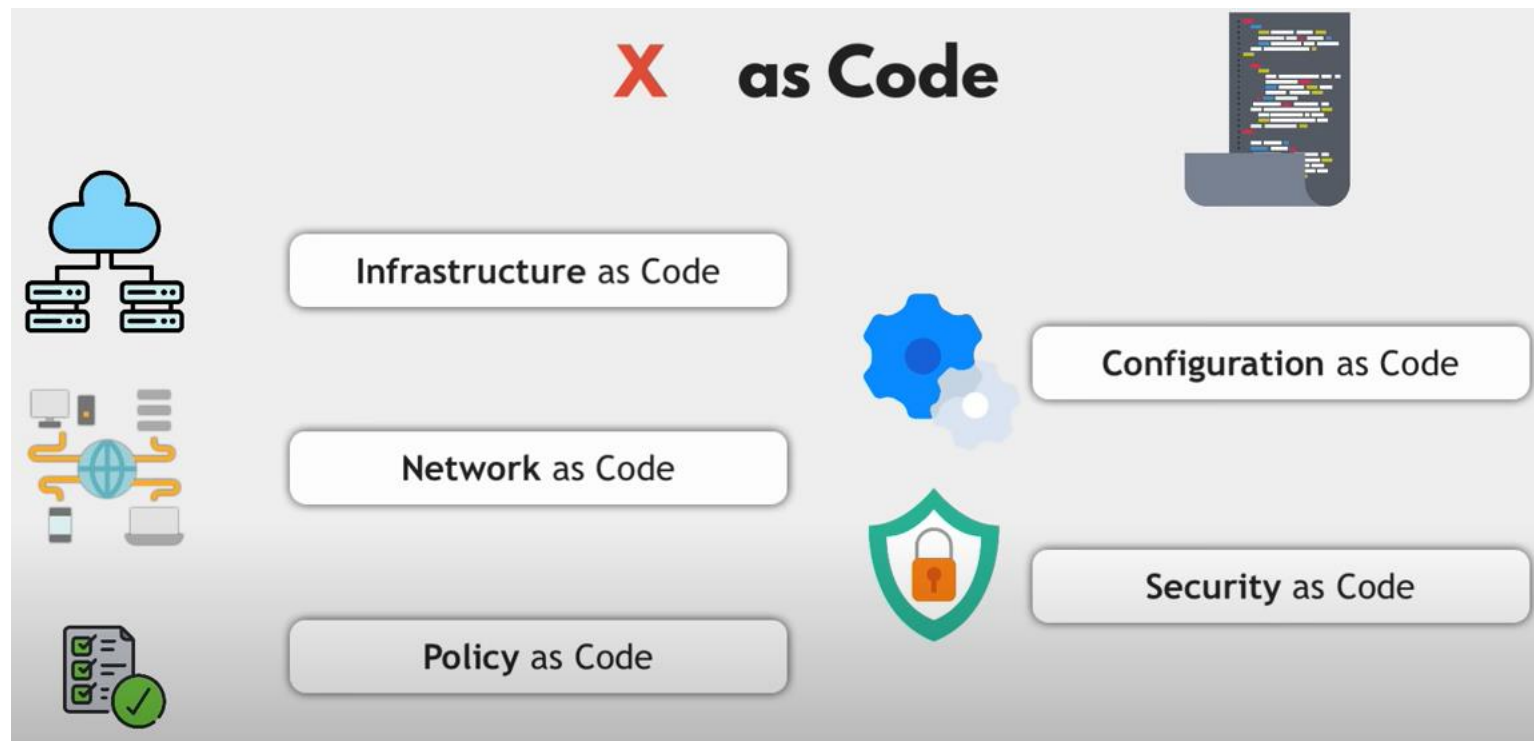 X as Code
Infrastructure as Code
Configuration as Code
Network as Code
Security as Code
Policy as Code